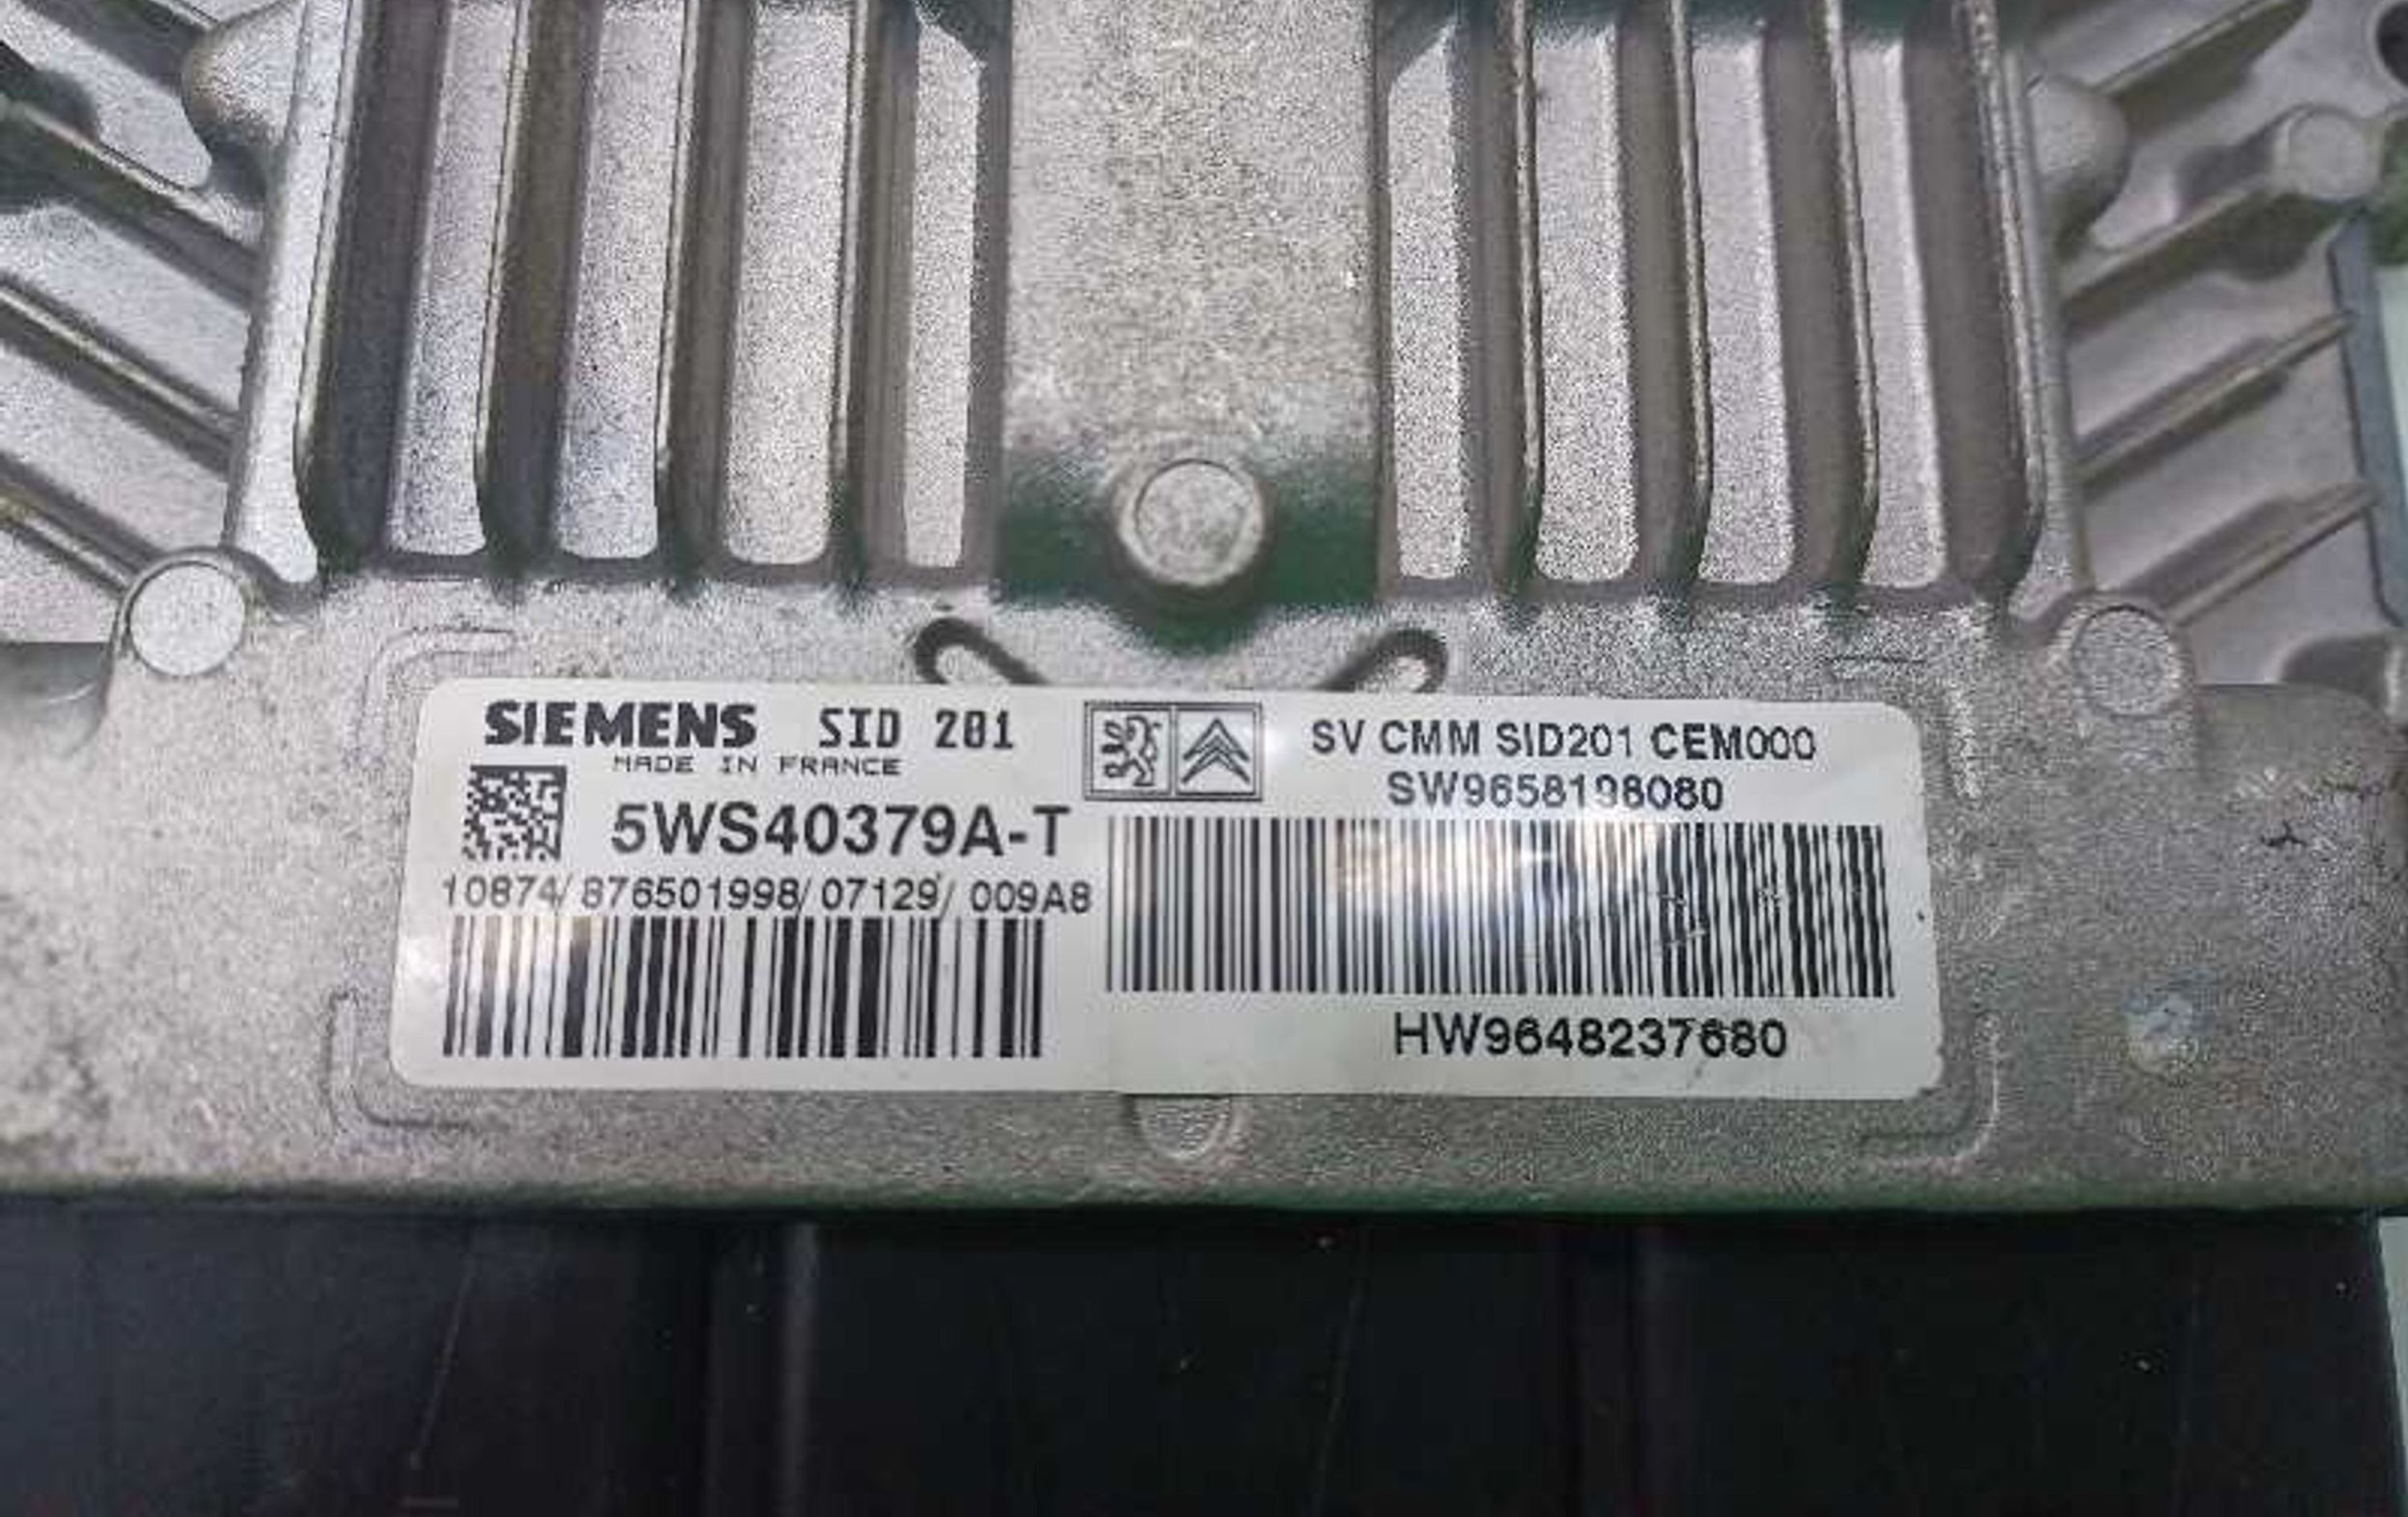 SIEMENS SID 201
MADE IN FRANCE
5WS40379A-T
10874/ 876501998/ 07129/ 009A8
SV CMM SID201 CEM000
SW9658198080
HW9648237680